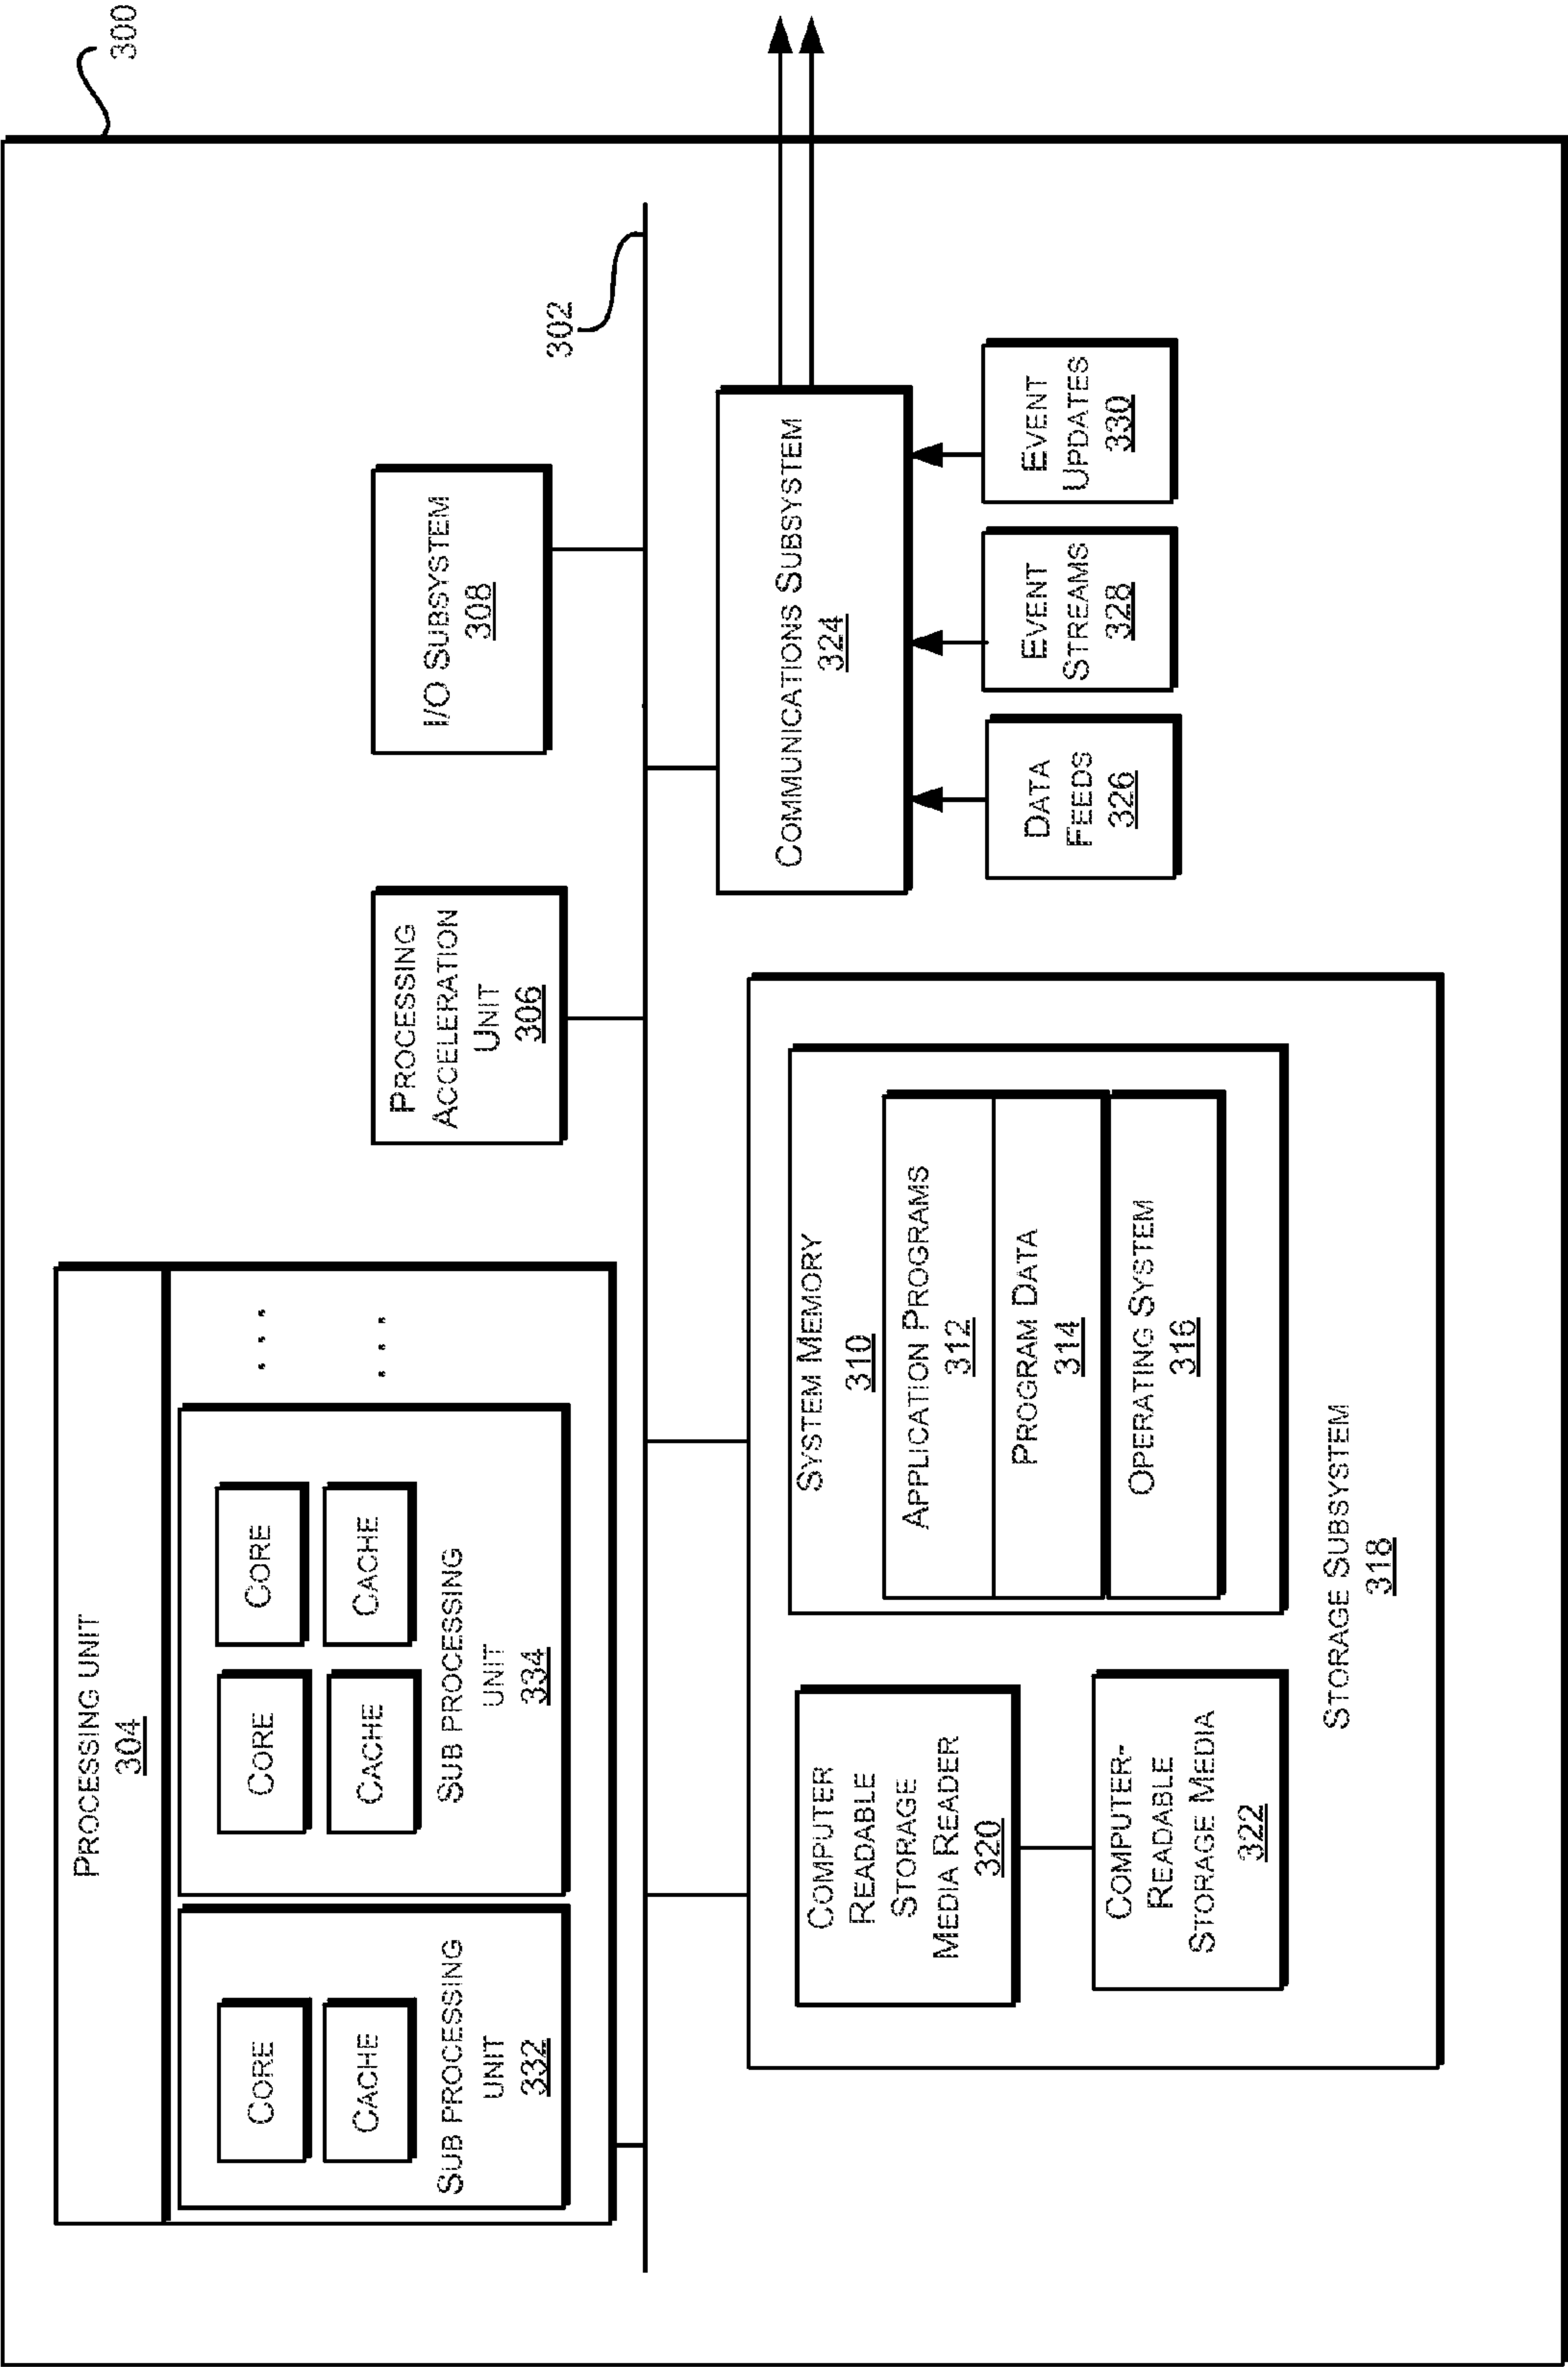 300
PROCESSING UNIT
304
CORE
CACHE
SUB PROCESSING
UNIT
332
CORE
CORE
CACHE
CACHE
SUB PROCESSING
UNIT
334
. . .
. . .
PROCESSING
ACCELERATION
UNIT
306
I/O SUBSYSTEM
308
302
COMPUTER
READABLE
STORAGE
MEDIA READER
320
COMPUTER-
READABLE
STORAGE MEDIA
322
SYSTEM MEMORY
310
APPLICATION PROGRAMS
312
PROGRAM DATA
314
OPERATING SYSTEM
316
STORAGE SUBSYSTEM
318
COMMUNICATIONS SUBSYSTEM
324
DATA
FEEDS
326
EVENT
STREAMS
328
EVENT
UPDATES
330